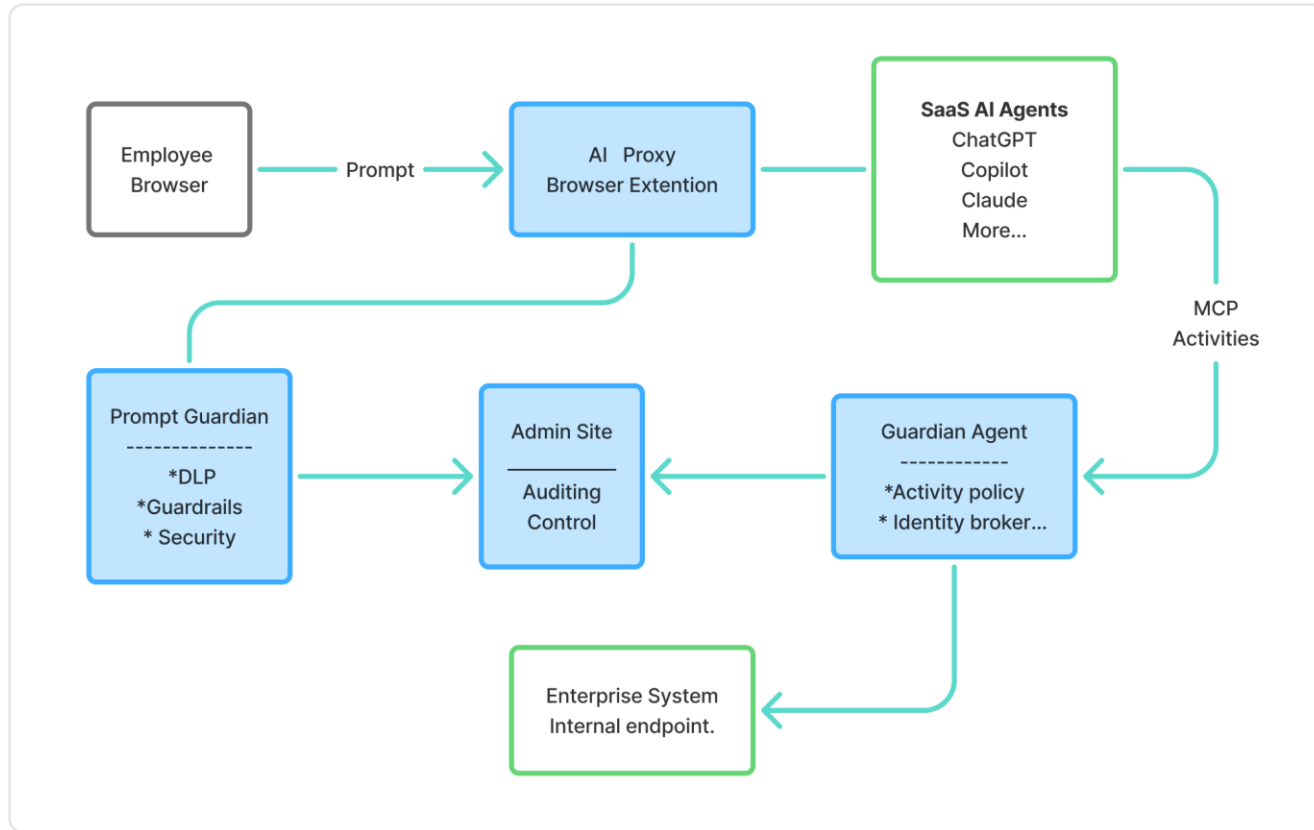 Employee
Browser
Prompt
AI Proxy
Browser Extention
SaaS AI Agents
ChatGPT
Copilot
Claude
More...
MCP
Activities
Prompt Guardian
--------------
*DLP
*Guardrails
* Security
Admin Site
Auditing
Control
Guardian Agent
------------
*Activity policy
* Identity broker...
Enterprise System
Internal endpoint.